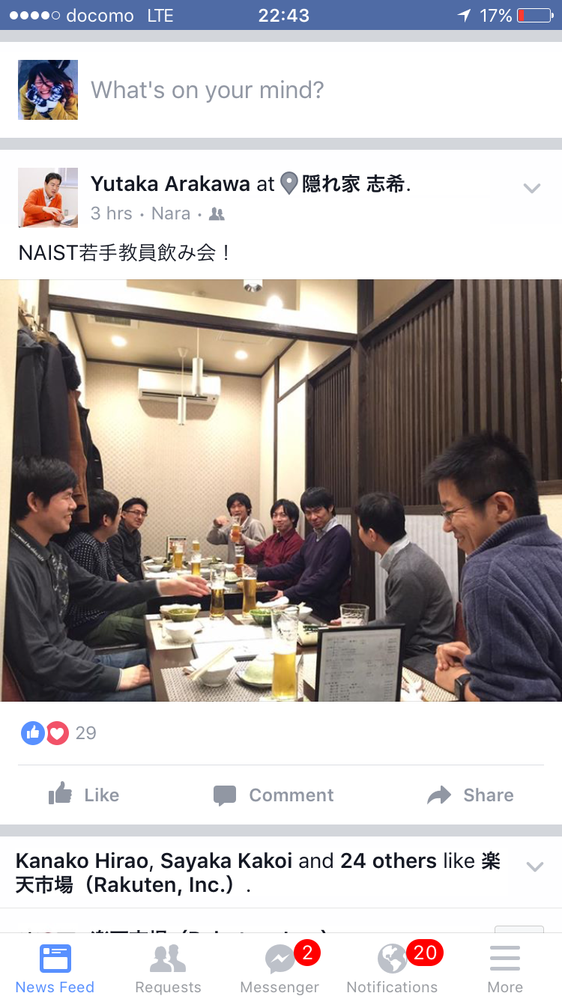 docomo LTE 22:43 17%
What's on your mind?
Yutaka Arakawa at 隠れ家 志希.
3 hrs · Nara ·
NAIST若手教員飲み会！
29
Like Comment Share
Kanako Hirao, Sayaka Kakoi and 24 others like 楽
天市場（Rakuten, Inc.）.
2 20
News Feed Requests Messenger Notifications More